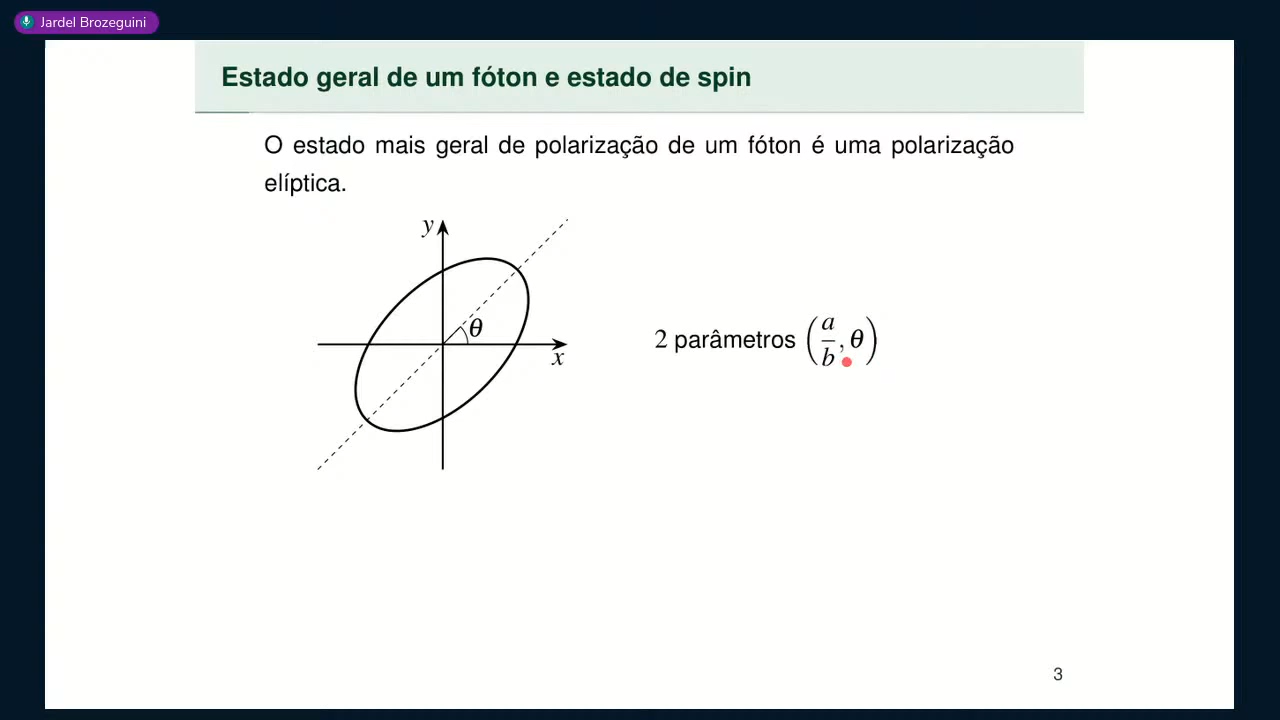 Jardel Brozeguini
Estado geral de um fóton e estado de spin
O estado mais geral de polarização de um fóton é uma polarização
elíptica.
y
θ
x
2 parâmetros (a/b, θ)
3